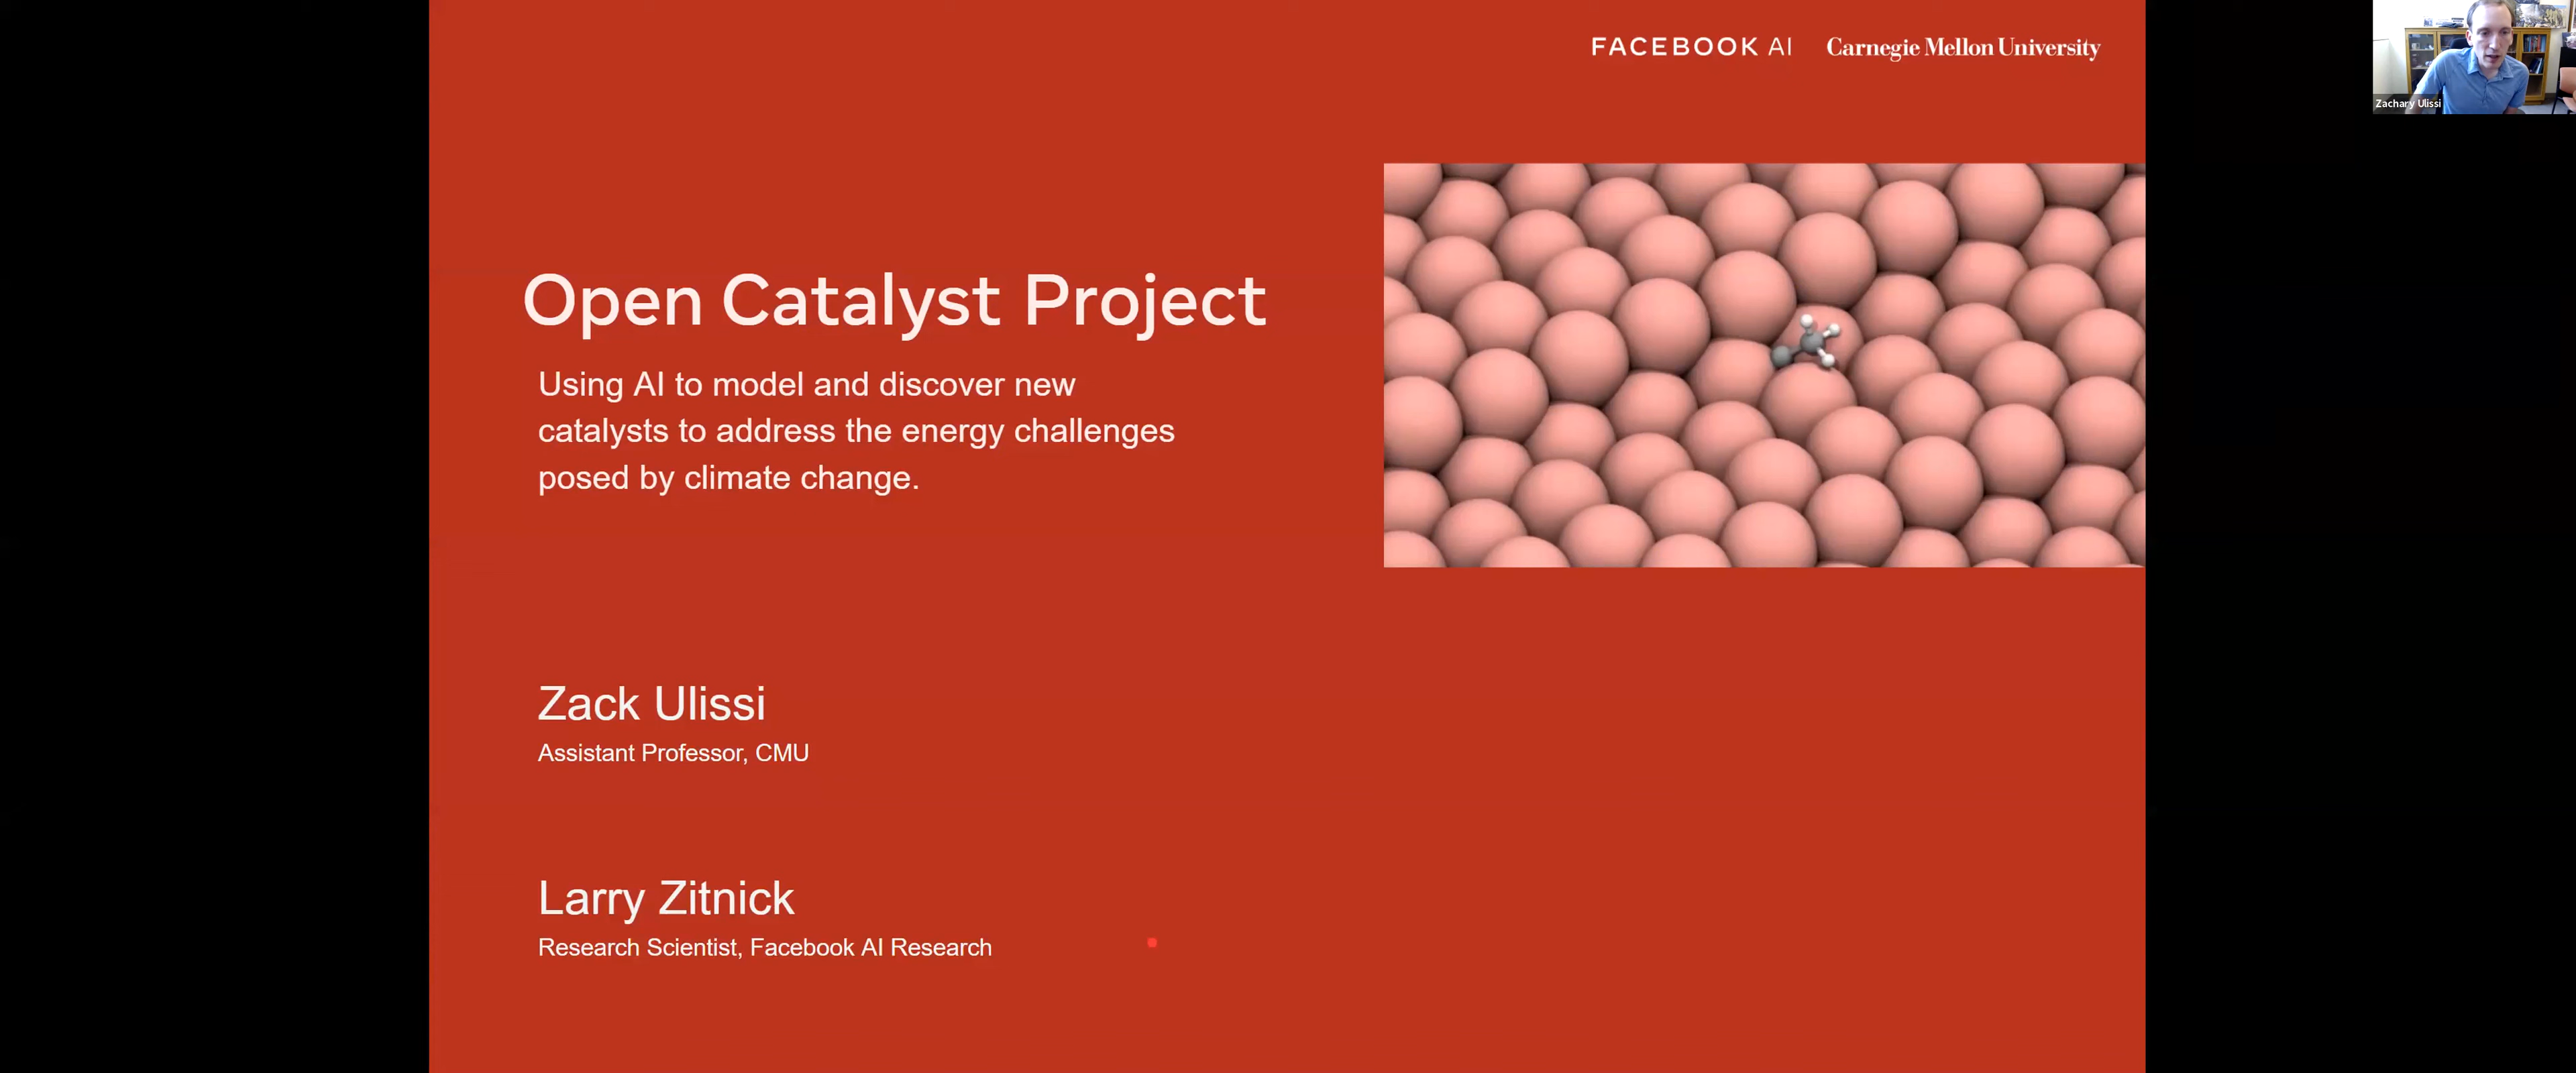 FACEBOOK AI Carnegie Mellon University
Zachary Ulissi
Open Catalyst Project
Using AI to model and discover new
catalysts to address the energy challenges
posed by climate change.
Zack Ulissi
Assistant Professor, CMU
Larry Zitnick
Research Scientist, Facebook AI Research